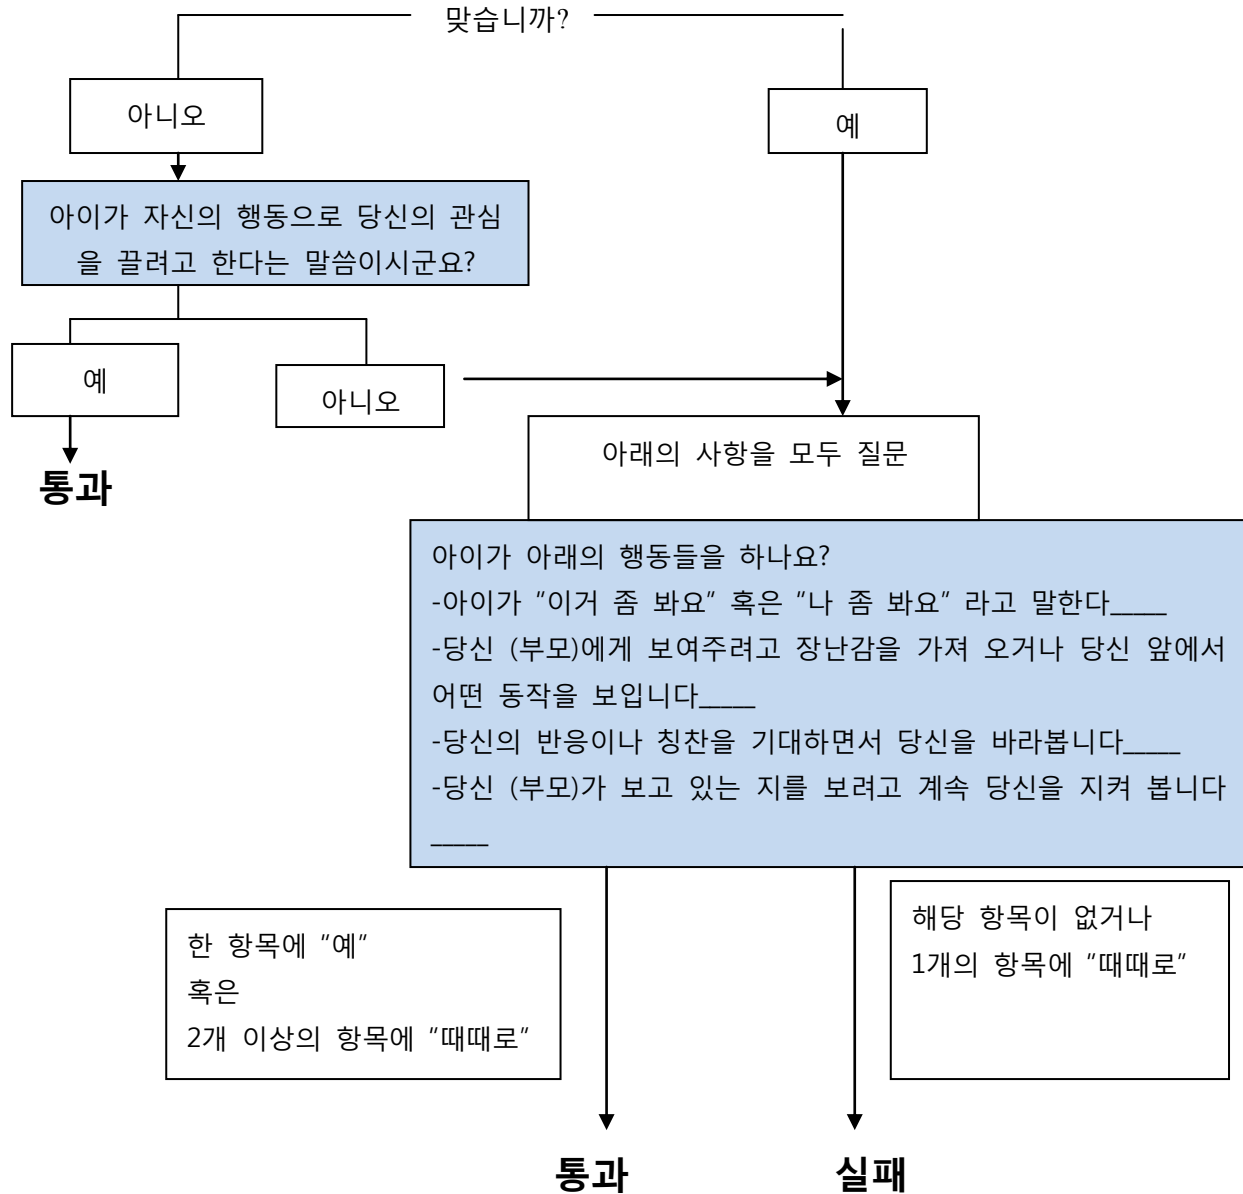 맞습니까?
아니오
예
아이가 자신의 행동으로 당신의 관심
을 끌려고 한다는 말씀이시군요?
예
아니오
통과
아래의 사항을 모두 질문
아이가 아래의 행동들을 하나요?
-아이가 "이거 좀 봐요" 혹은 "나 좀 봐요" 라고 말한다_____
-당신 (부모)에게 보여주려고 장난감을 가져 오거나 당신 앞에서
어떤 동작을 보입니다_____
-당신의 반응이나 칭찬을 기대하면서 당신을 바라봅니다_____
-당신 (부모)가 보고 있는 지를 보려고 계속 당신을 지켜 봅니다
_____
한 항목에 "예"
혹은
2개 이상의 항목에 "때때로"
해당 항목이 없거나
1개의 항목에 "때때로"
통과
실패